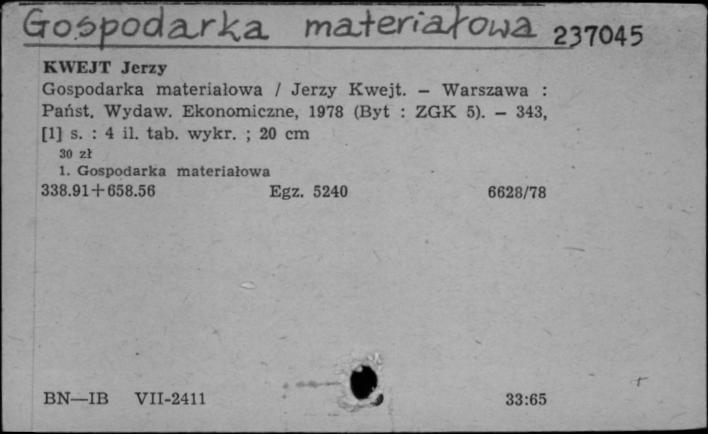 Gospodarka materiałowa 237045
KWEJT Jerzy
Gospodarka materiałowa / Jerzy Kwejt. — Warszawa :
Państ. Wydaw. Ekonomiczne, 1978 (Byt : ZGK 5). — 343,
[1] s. : 4 il. tab. wykr. ; 20 cm
30 zł
1. Gospodarka materiałowa
338.91+658.56 Egz. 5240 6628/78
BN—IB VII-2411 33:65